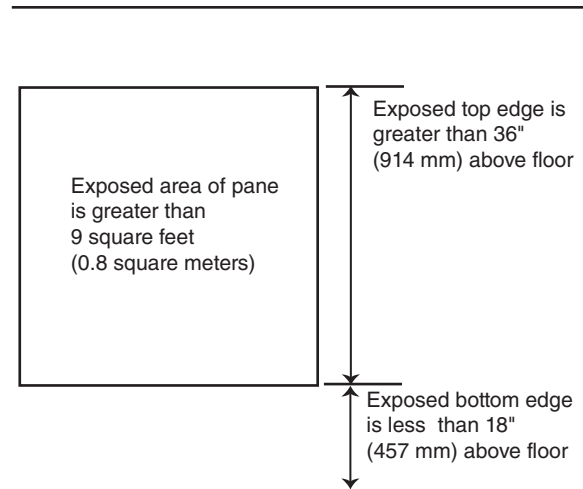 Exposed top edge is
greater than 36"
(914 mm) above floor
Exposed area of pane
is greater than
9 square feet
(0.8 square meters)
Exposed bottom edge
is less  than 18"
(457 mm) above floor